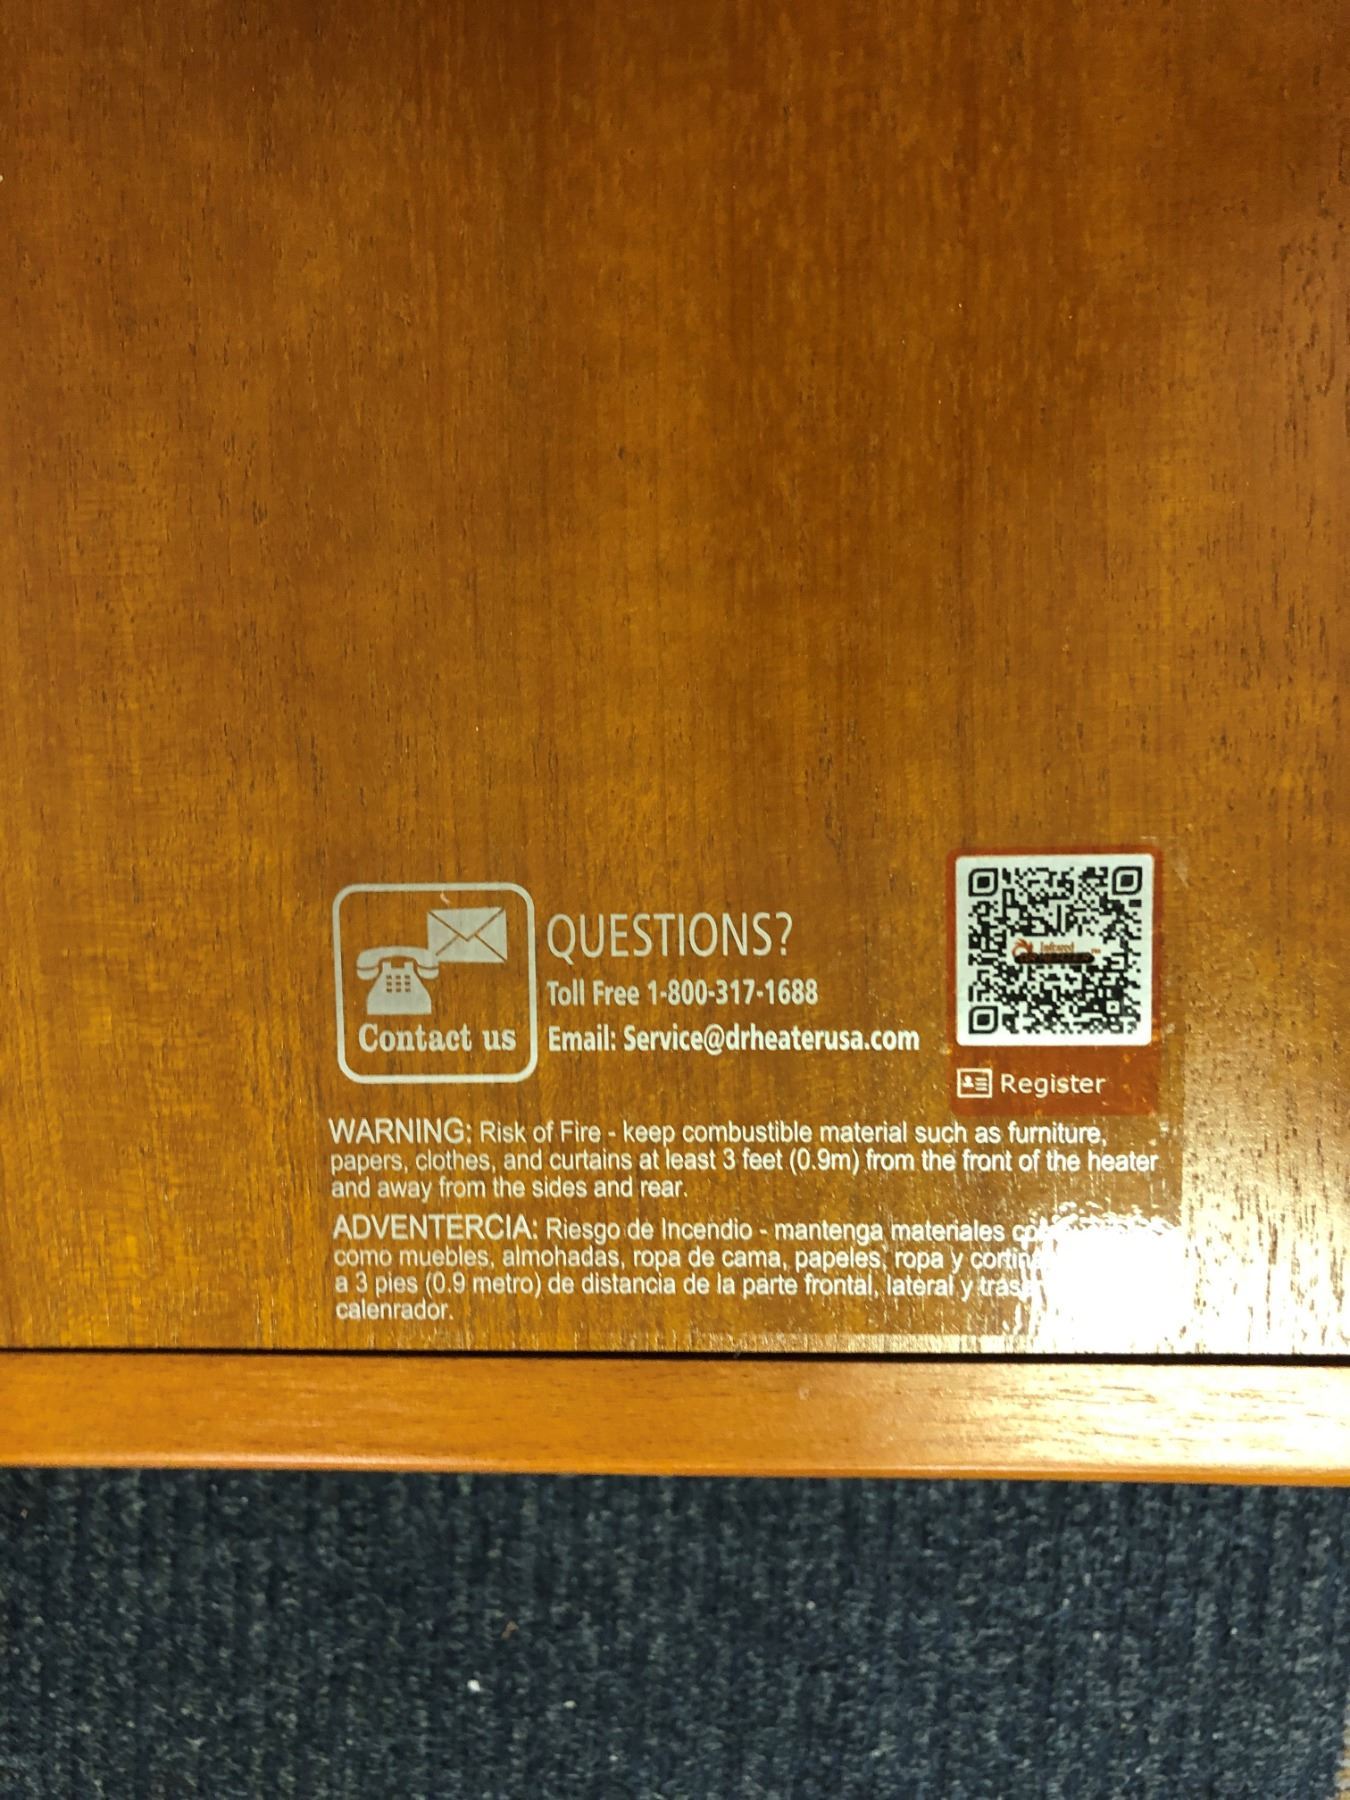 QUESTIONS?
Toll Free 1-800-317-1688
Contact us
Email: Service@drheaterusa.com
Infrared
Register
WARNING: Risk of Fire - keep combustible material such as furniture,
papers, clothes, and curtains at least 3 feet (0.9m) from the front of the heater
and away from the sides and rear.
ADVENTERCIA: Riesgo de Incendio - mantenga materiales
como muebles, almohadas, ropa de cama, papeles, ropa y
a 3 pies (0.9 metro) de distancia de la parte frontal, lateral y
calenrador.